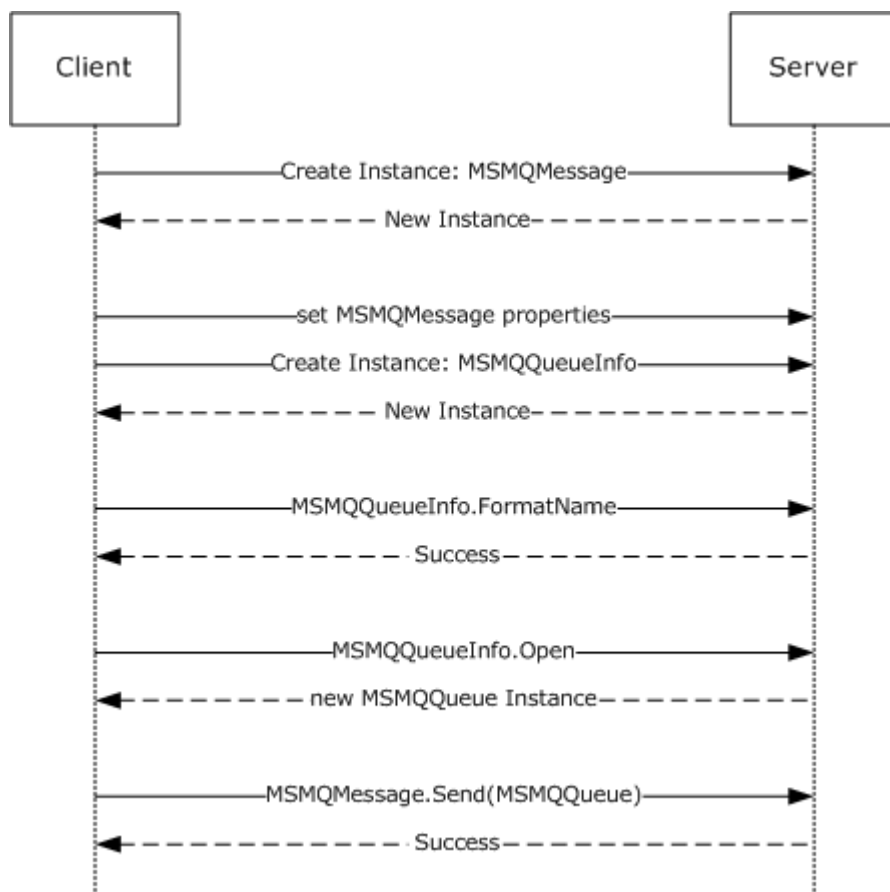 Client
Server
Create Instance: MSMQMessage
New Instance
set MSMQMessage properties
Create Instance: MSMQQueueInfo
New Instance
MSMQQueueInfo.FormatName
Success
MSMQQueueInfo.Open
new MSMQQueue Instance
MSMQMessage.Send(MSMQQueue)
Success